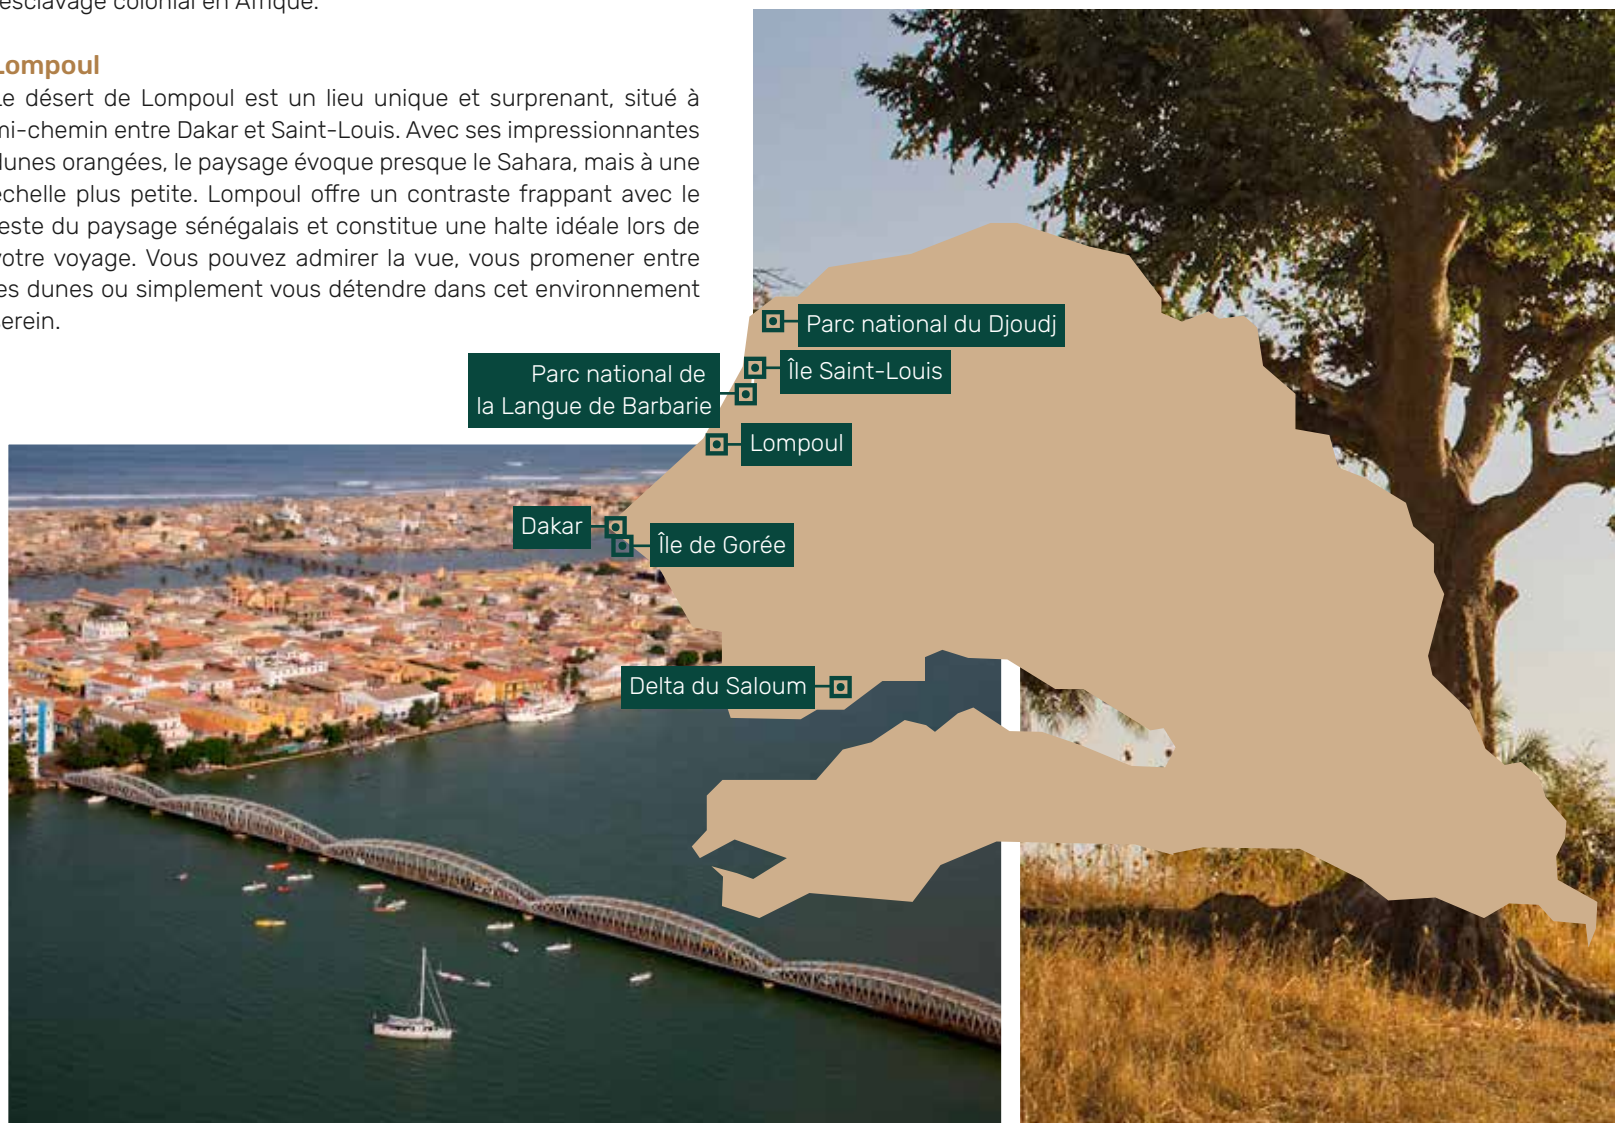 esclavage colonial en Afrique.
Lompoul
Le désert de Lompoul est un lieu unique et surprenant, situé à
mi-chemin entre Dakar et Saint-Louis. Avec ses impressionnantes
dunes orangées, le paysage évoque presque le Sahara, mais à une
échelle plus petite. Lompoul offre un contraste frappant avec le
reste du paysage sénégalais et constitue une halte idéale lors de
votre voyage. Vous pouvez admirer la vue, vous promener entre
les dunes ou simplement vous détendre dans cet environnement
serein.
Parc national du Djoudj
Île Saint-Louis
Parc national de
la Langue de Barbarie
Lompoul
Dakar
Île de Gorée
Delta du Saloum